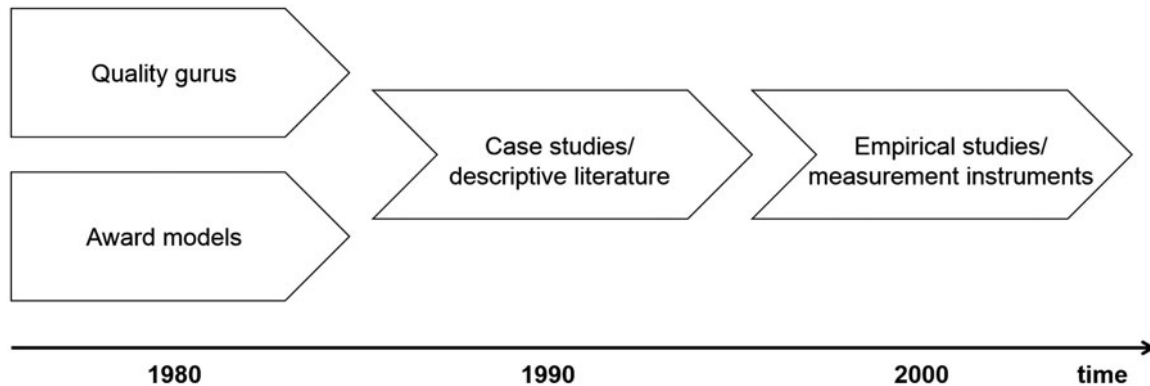 Quality gurus
Award models
Case studies/
descriptive literature
Empirical studies/
measurement instruments
1980 1990 2000 time